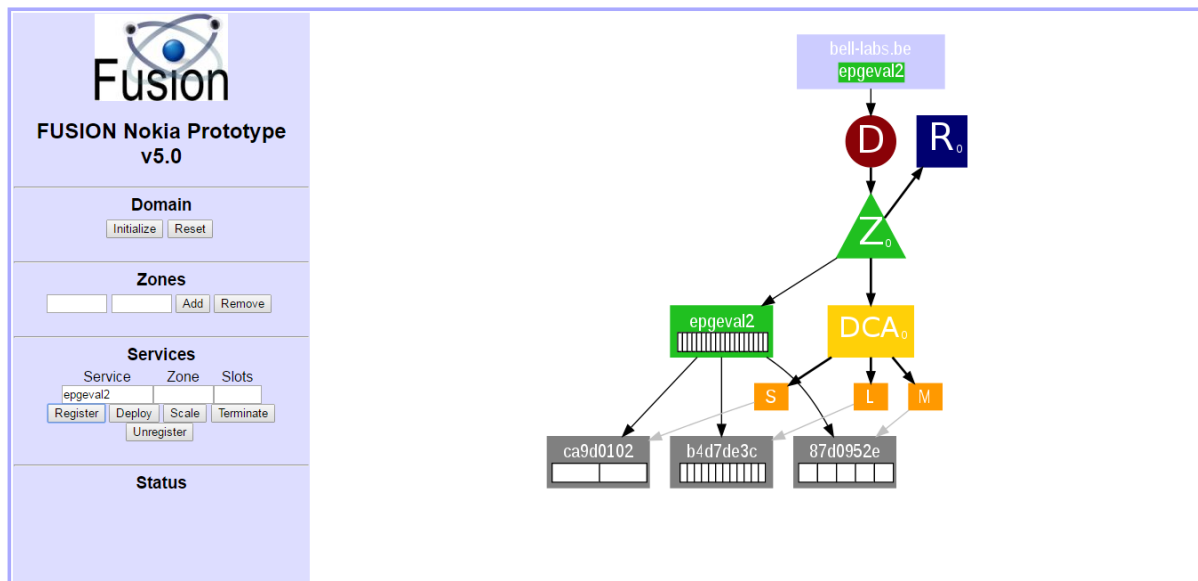 Fusion
FUSION Nokia Prototype
v5.0
Domain
Initialize Reset
Zones
Add Remove
Services
Service Zone Slots
epgeval2
Register Deploy Scale Terminate
Unregister
Status
bell-labs.be
epgeval2
D
R0
Z0
epgeval2
DCA0
S L M
ca9d0102 b4d7de3c 87d0952e